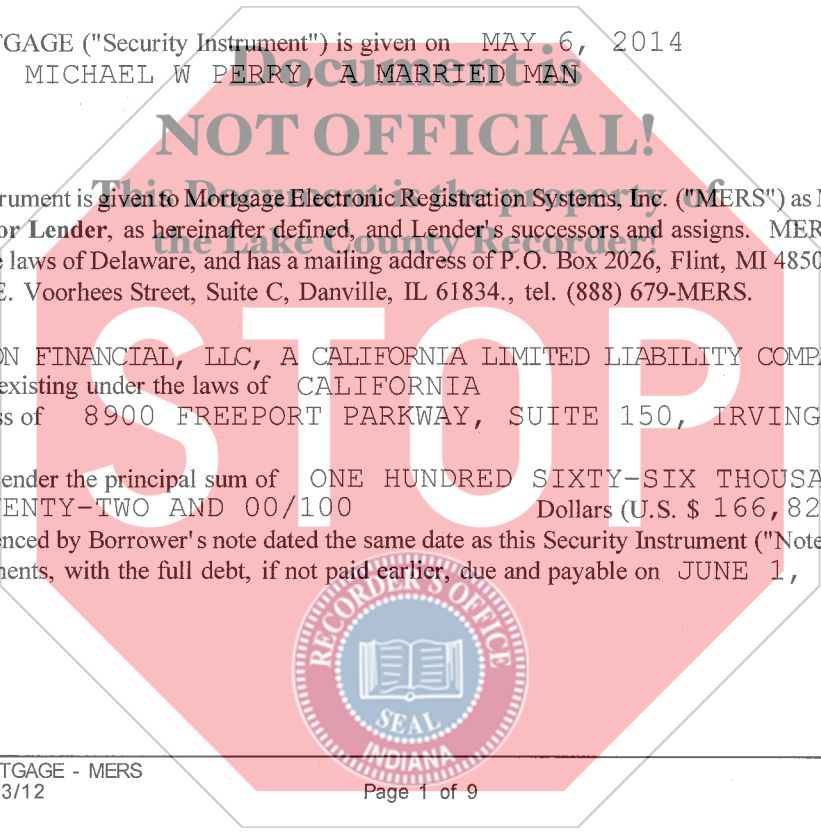 TGAGE ("Security Instrument") is given on MAY 6, 2014
MICHAEL W PERRY, A MARRIED MAN
Document is
NOT OFFICIAL!
This Document is the property of
the Lake County Recorder!
trument is given to Mortgage Electronic Registration Systems, Inc. ("MERS") as N
or Lender, as hereinafter defined, and Lender's successors and assigns. MER
e laws of Delaware, and has a mailing address of P.O. Box 2026, Flint, MI 4850
E. Voorhees Street, Suite C, Danville, IL 61834., tel. (888) 679-MERS.
STOP
ON FINANCIAL, LLC, A CALIFORNIA LIMITED LIABILITY COMPA
existing under the laws of CALIFORNIA
ss of 8900 FREEPORT PARKWAY, SUITE 150, IRVING
ender the principal sum of ONE HUNDRED SIXTY-SIX THOUSA
ENTY-TWO AND 00/100 Dollars (U.S. $ 166,82
enced by Borrower's note dated the same date as this Security Instrument ("Note
nents, with the full debt, if not paid earlier, due and payable on JUNE 1,
RECORDER'S OFFICE
SEAL
INDIANA
TGAGE - MERS
3/12 Page 1 of 9